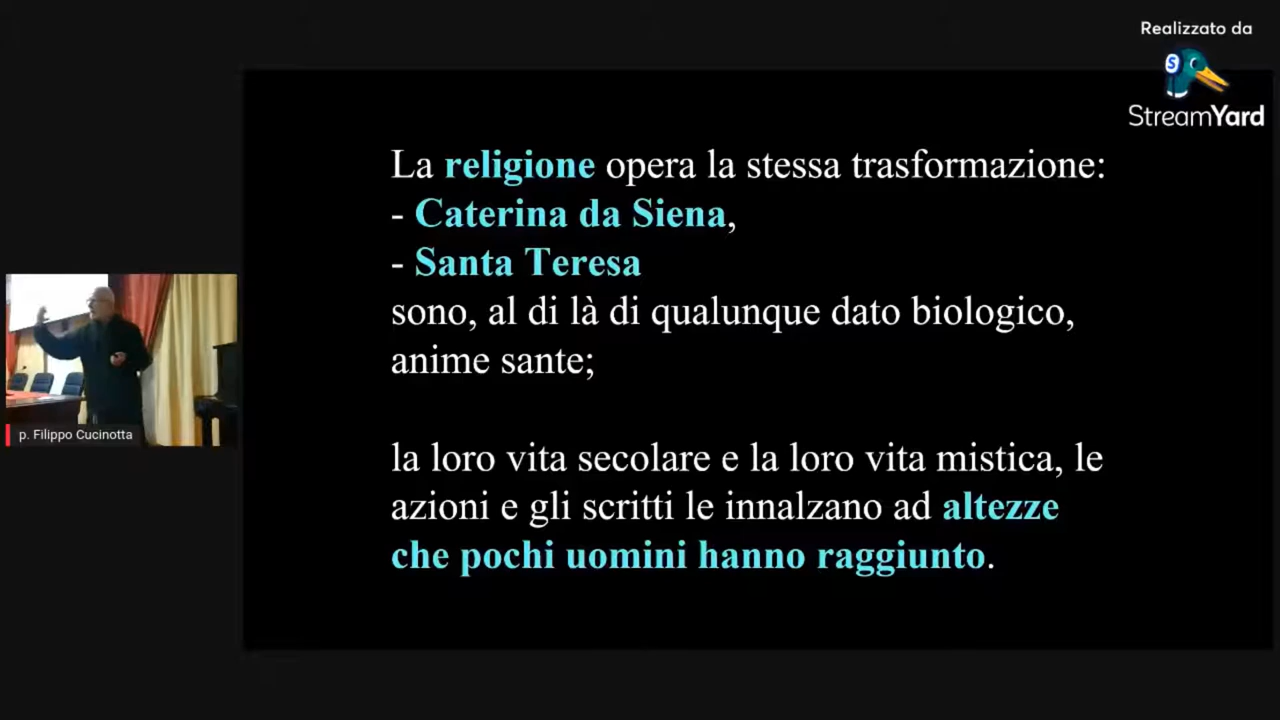 Realizzato da
StreamYard
La religione opera la stessa trasformazione:
- Caterina da Siena,
- Santa Teresa
sono, al di là di qualunque dato biologico,
anime sante;
la loro vita secolare e la loro vita mistica, le
azioni e gli scritti le innalzano ad altezze
che pochi uomini hanno raggiunto.
p. Filippo Cucinotta